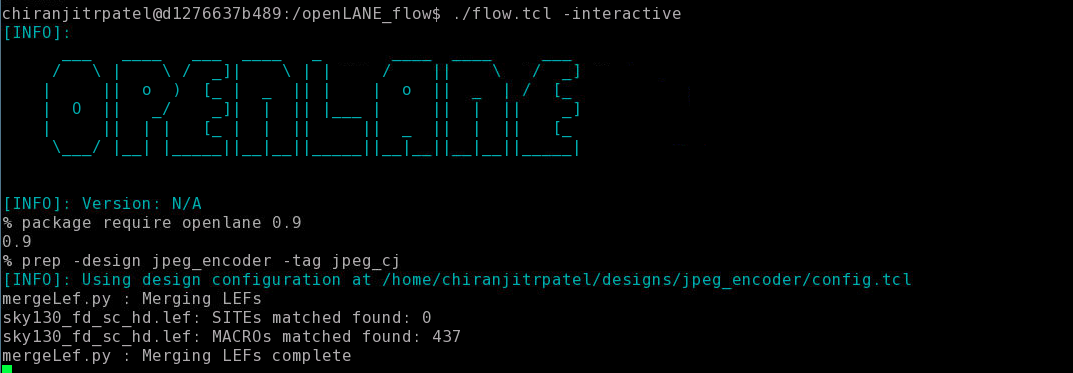 chiranjitrpatel@d1276637b489:/openLANE_flow$ ./flow.tcl -interactive
[INFO]:
OPENLANE
[INFO]: Version: N/A
% package require openlane 0.9
0.9
% prep -design jpeg_encoder -tag jpeg_cj
[INFO]: Using design configuration at /home/chiranjitrpatel/designs/jpeg_encoder/config.tcl
mergeLef.py : Merging LEFs
sky130_fd_sc_hd.lef: SITEs matched found: 0
sky130_fd_sc_hd.lef: MACROs matched found: 437
mergeLef.py : Merging LEFs complete